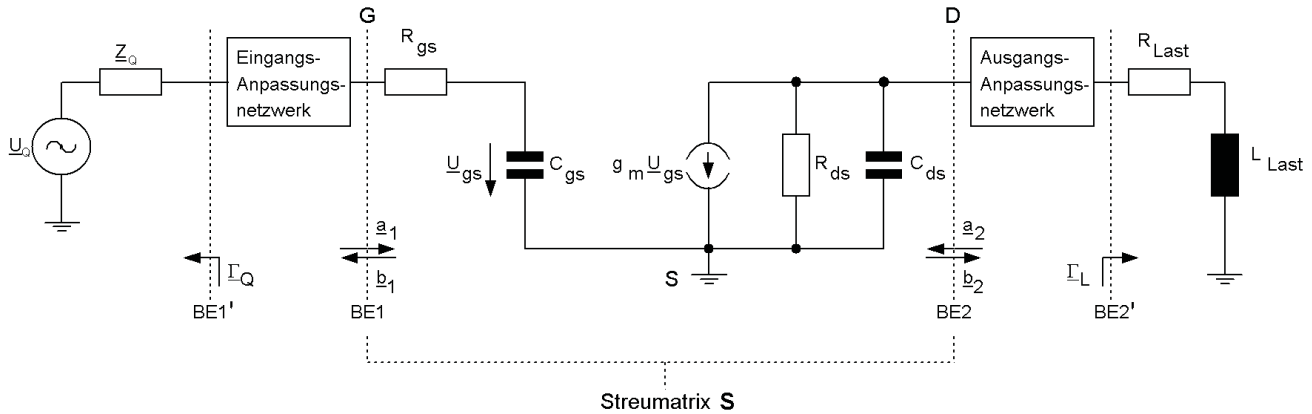 G
D
Z_Q
Eingangs-
Anpassungs-
netzwerk
R_gs
Ausgangs-
Anpassungs-
netzwerk
R_Last
U_Q
U_gs
C_gs
g_m U_gs
R_ds
C_ds
L_Last
a_1
b_1
a_2
b_2
Γ_Q
S
Γ_L
BE1'
BE1
BE2
BE2'
Streumatrix S